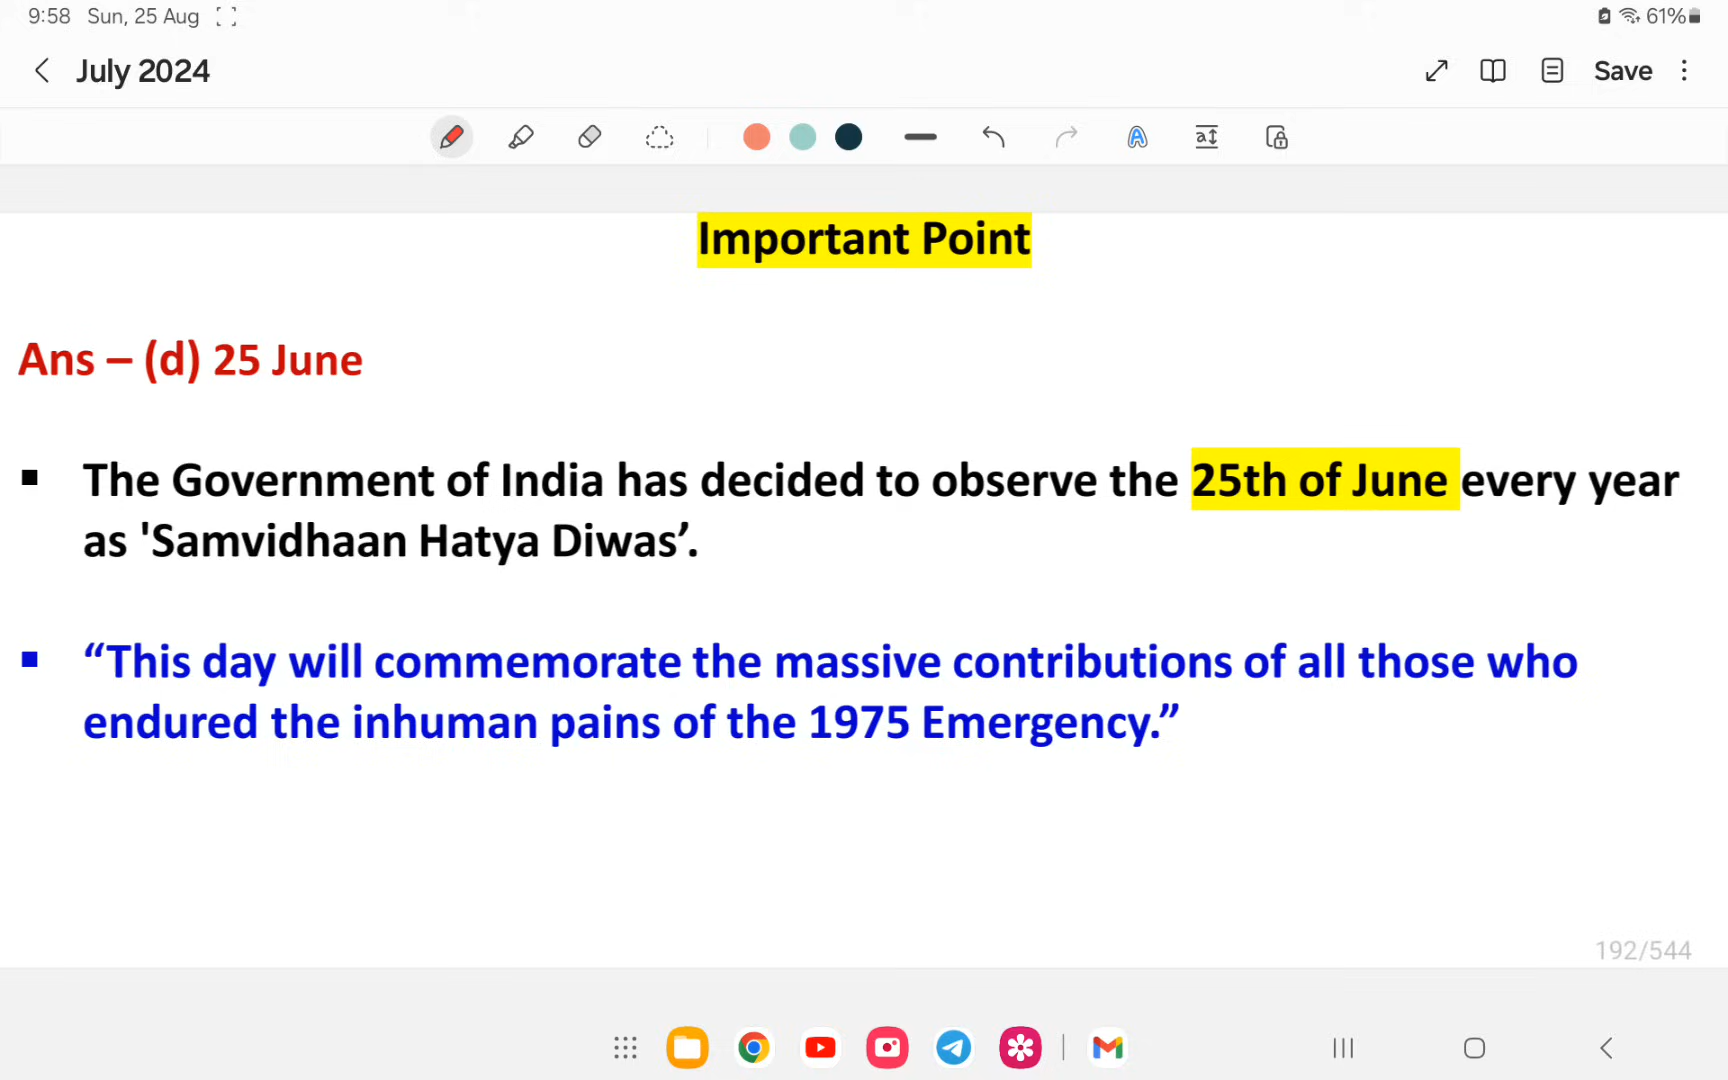 9:58 Sun, 25 Aug 61%
July 2024 Save
Important Point
Ans – (d) 25 June
▪ The Government of India has decided to observe the 25th of June every year
as 'Samvidhaan Hatya Diwas’.
▪ “This day will commemorate the massive contributions of all those who
endured the inhuman pains of the 1975 Emergency.”
192/544